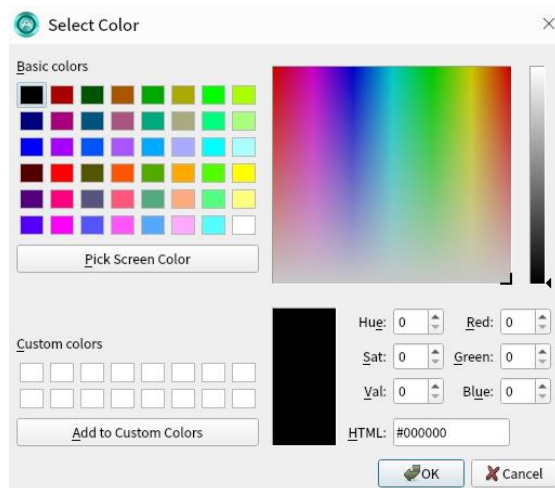 Select Color
Basic colors
Pick Screen Color
Custom colors
Add to Custom Colors
Hue: 0 Red: 0
Sat: 0 Green: 0
Val: 0 Blue: 0
HTML: #000000
OK Cancel